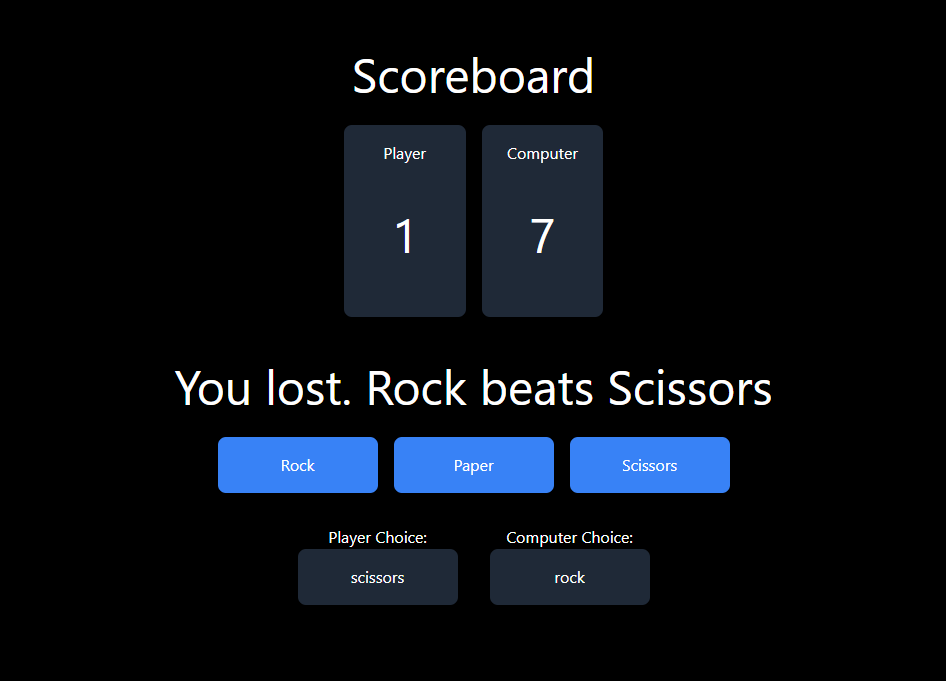 Scoreboard
Player Computer
1 7
You lost. Rock beats Scissors
Rock Paper Scissors
Player Choice: Computer Choice:
scissors rock